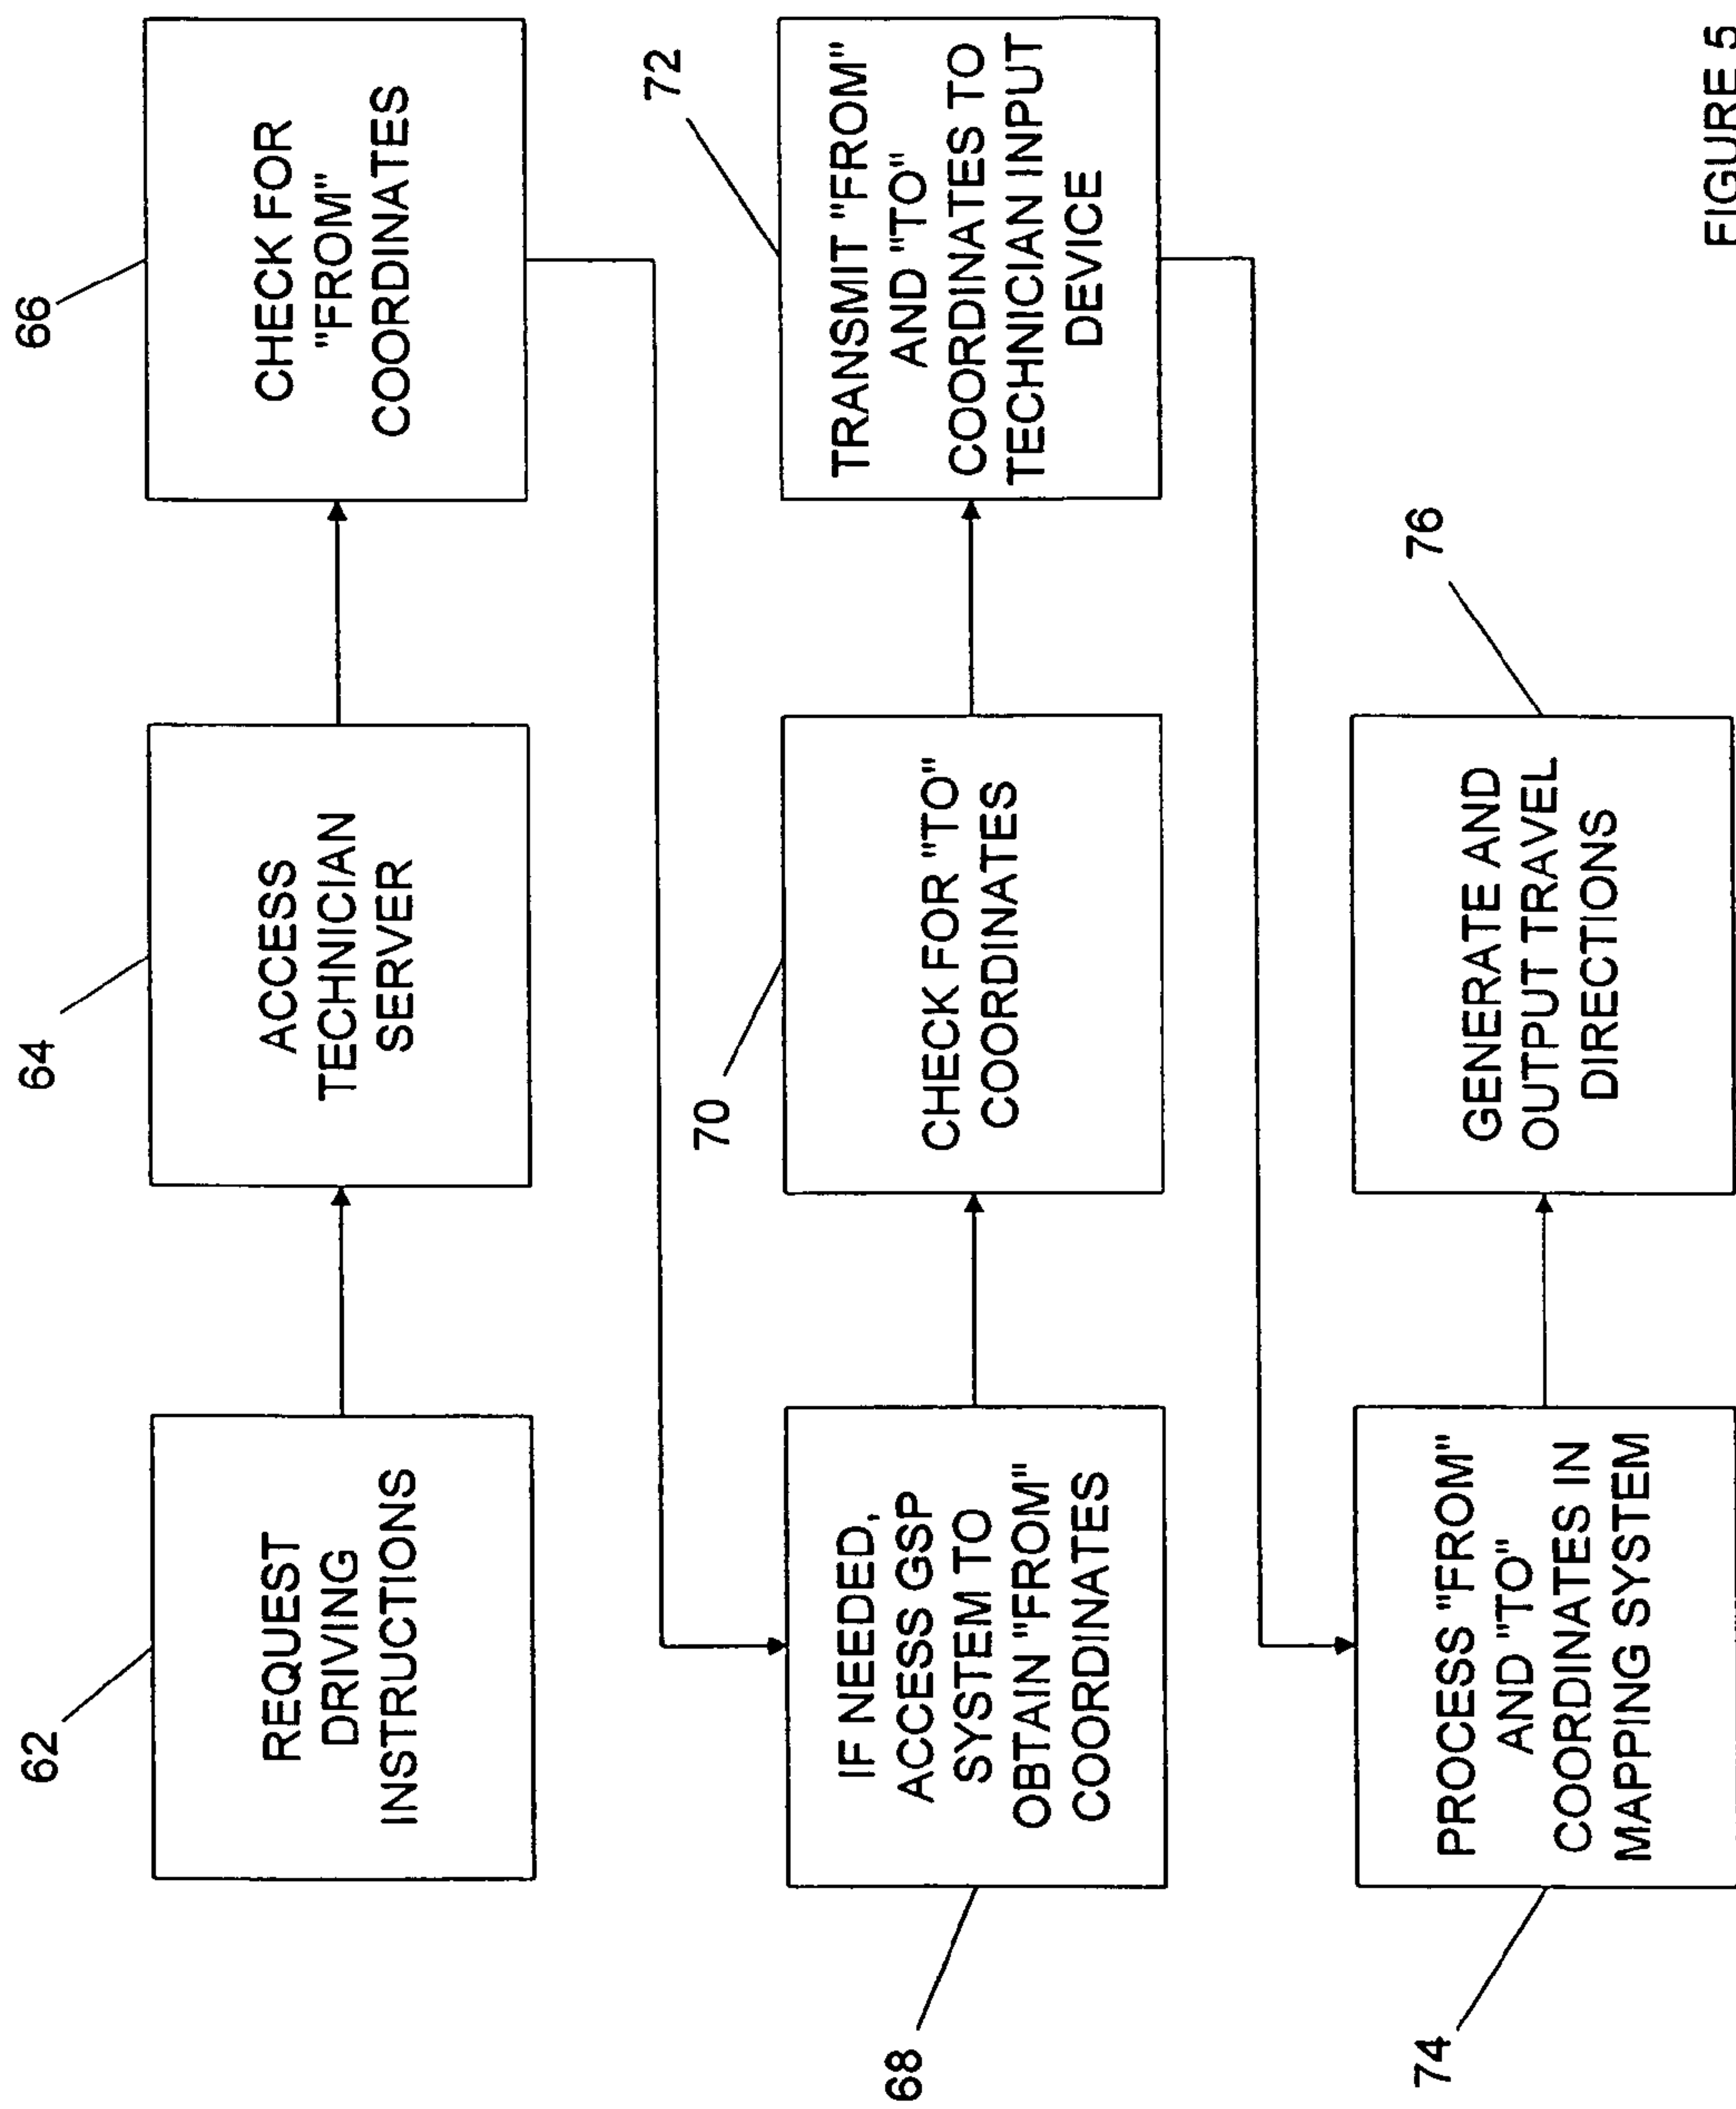 62
REQUEST
DRIVING
INSTRUCTIONS
64
ACCESS
TECHNICIAN
SERVER
66
CHECK FOR
"FROM"
COORDINATES
68
IF NEEDED,
ACCESS GSP
SYSTEM TO
OBTAIN "FROM"
COORDINATES
70
CHECK FOR "TO"
COORDINATES
72
TRANSMIT "FROM"
AND "TO"
COORDINATES TO
TECHNICIAN INPUT
DEVICE
74
PROCESS "FROM"
AND "TO"
COORDINATES IN
MAPPING SYSTEM
76
GENERATE AND
OUTPUT TRAVEL
DIRECTIONS
FIGURE 5